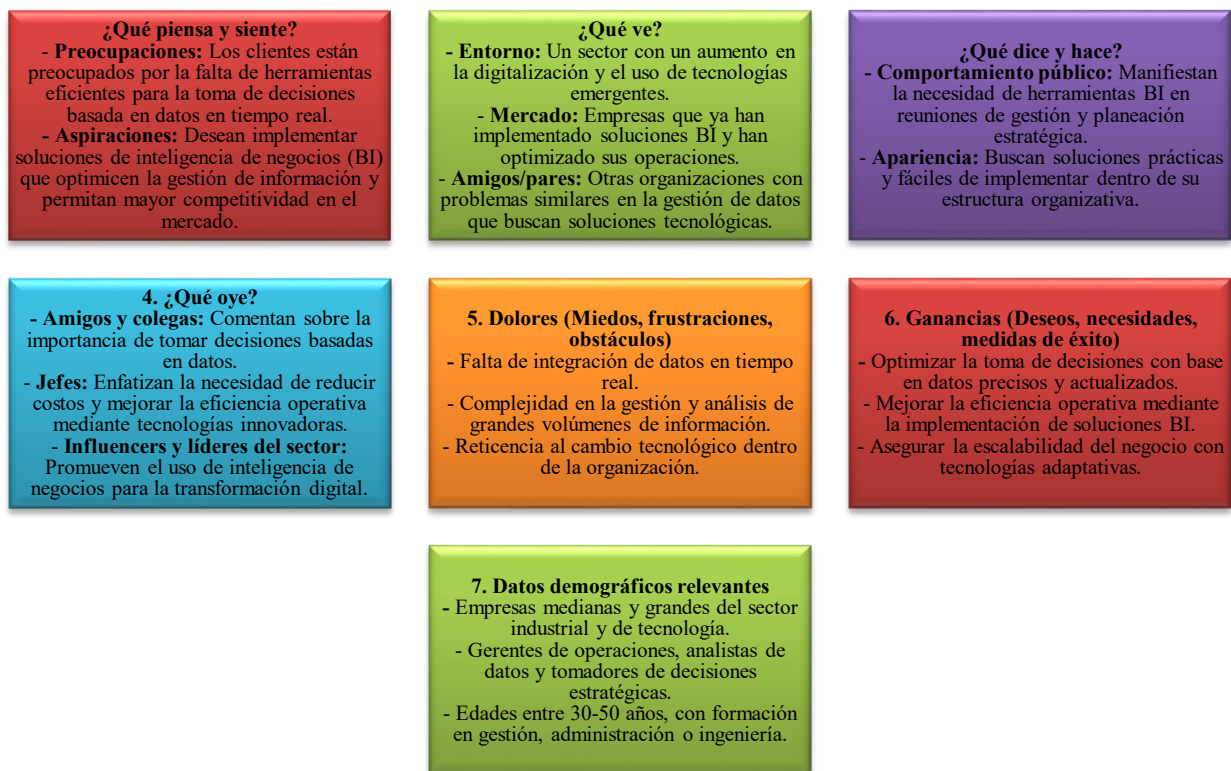 ¿Qué piensa y siente?
- Preocupaciones: Los clientes están
preocupados por la falta de herramientas
eficientes para la toma de decisiones
basada en datos en tiempo real.
- Aspiraciones: Desean implementar
soluciones de inteligencia de negocios (BI)
que optimicen la gestión de información y
permitan mayor competitividad en el
mercado.
¿Qué ve?
- Entorno: Un sector con un aumento en
la digitalización y el uso de tecnologías
emergentes.
- Mercado: Empresas que ya han
implementado soluciones BI y han
optimizado sus operaciones.
- Amigos/pares: Otras organizaciones con
problemas similares en la gestión de datos
que buscan soluciones tecnológicas.
¿Qué dice y hace?
- Comportamiento público: Manifiestan
la necesidad de herramientas BI en
reuniones de gestión y planeación
estratégica.
- Apariencia: Buscan soluciones prácticas
y fáciles de implementar dentro de su
estructura organizativa.
4. ¿Qué oye?
- Amigos y colegas: Comentan sobre la
importancia de tomar decisiones basadas
en datos.
- Jefes: Enfatizan la necesidad de reducir
costos y mejorar la eficiencia operativa
mediante tecnologías innovadoras.
- Influencers y líderes del sector:
Promueven el uso de inteligencia de
negocios para la transformación digital.
5. Dolores (Miedos, frustraciones,
obstáculos)
- Falta de integración de datos en tiempo
real.
- Complejidad en la gestión y análisis de
grandes volúmenes de información.
- Reticencia al cambio tecnológico dentro
de la organización.
6. Ganancias (Deseos, necesidades,
medidas de éxito)
- Optimizar la toma de decisiones con base
en datos precisos y actualizados.
- Mejorar la eficiencia operativa mediante
la implementación de soluciones BI.
- Asegurar la escalabilidad del negocio con
tecnologías adaptativas.
7. Datos demográficos relevantes
- Empresas medianas y grandes del sector
industrial y de tecnología.
- Gerentes de operaciones, analistas de
datos y tomadores de decisiones
estratégicas.
- Edades entre 30-50 años, con formación
en gestión, administración o ingeniería.